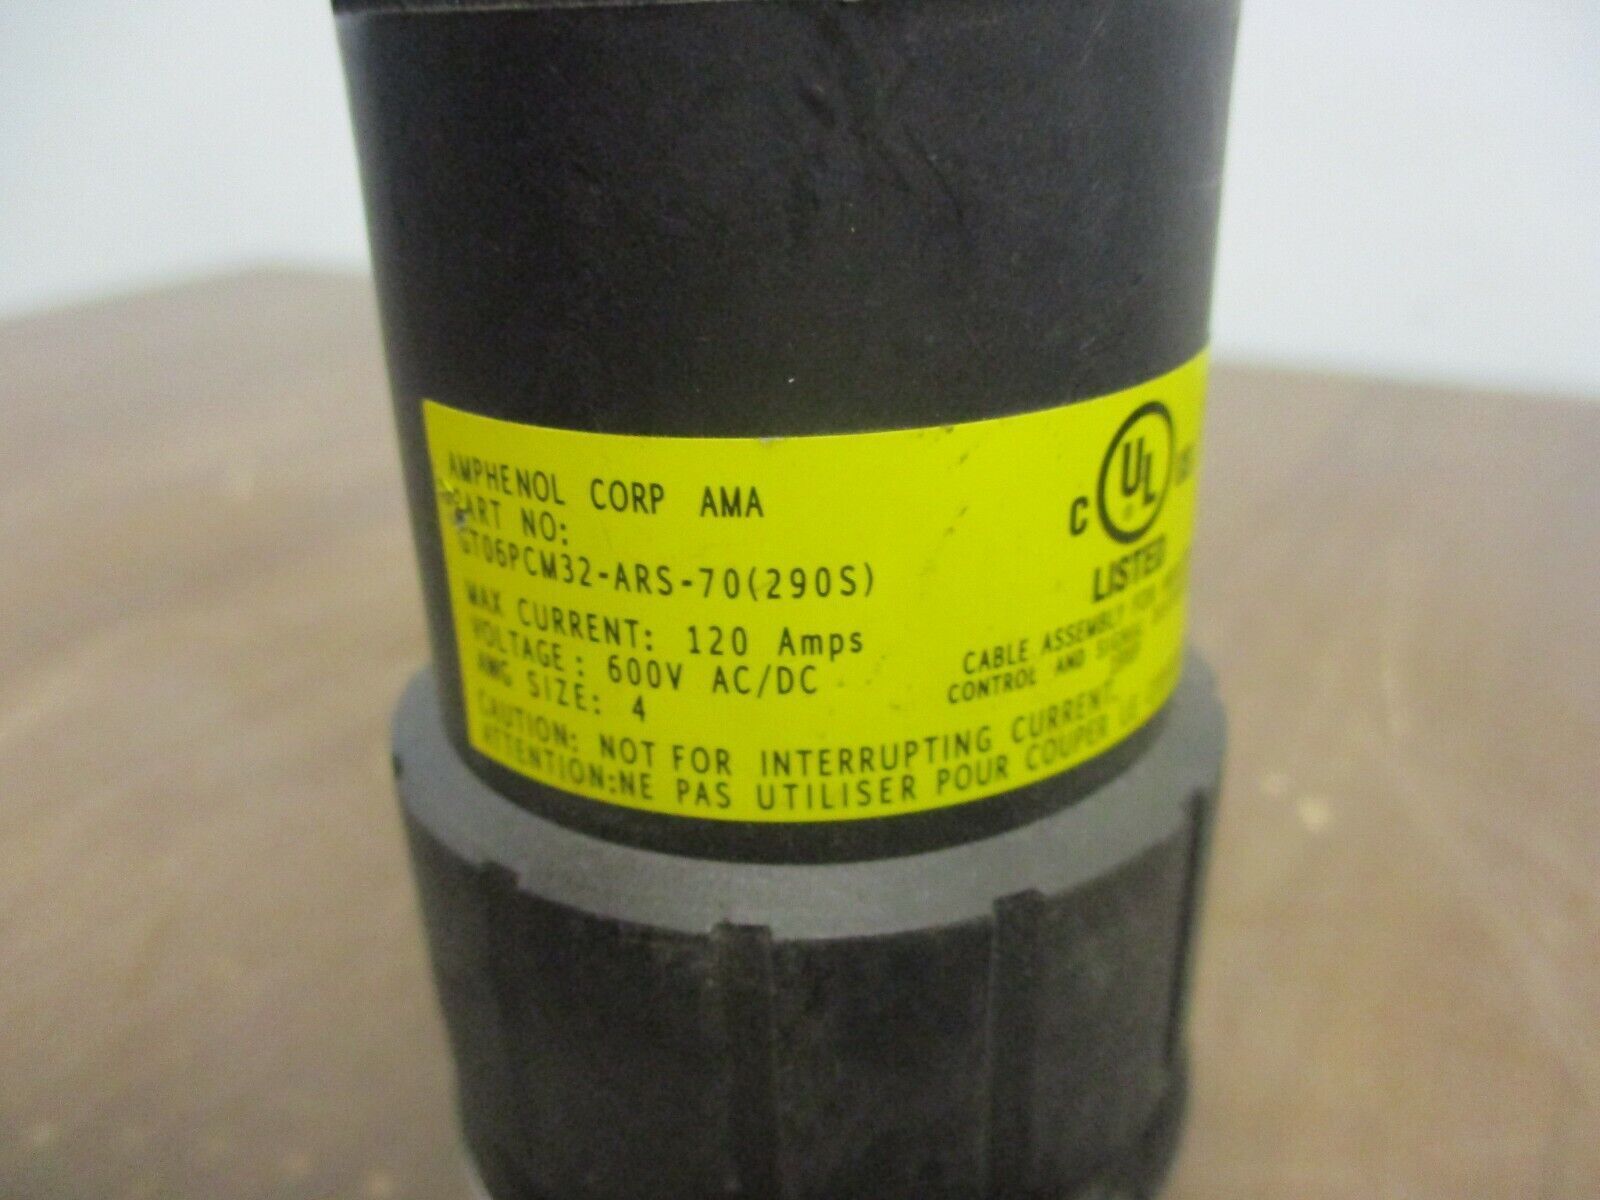 AMPHENOL CORP AMA
PART NO:
GT06PCM32-ARS-70(290S)
MAX CURRENT: 120 Amps
VOLTAGE: 600V AC/DC
AWG SIZE: 4
CAUTION: NOT FOR INTERRUPTING CURRENT.
ATTENTION:NE PAS UTILISER POUR COUPER LE
C UL
LISTED
CABLE ASSEMBLY FOR
CONTROL AND SIGNAL